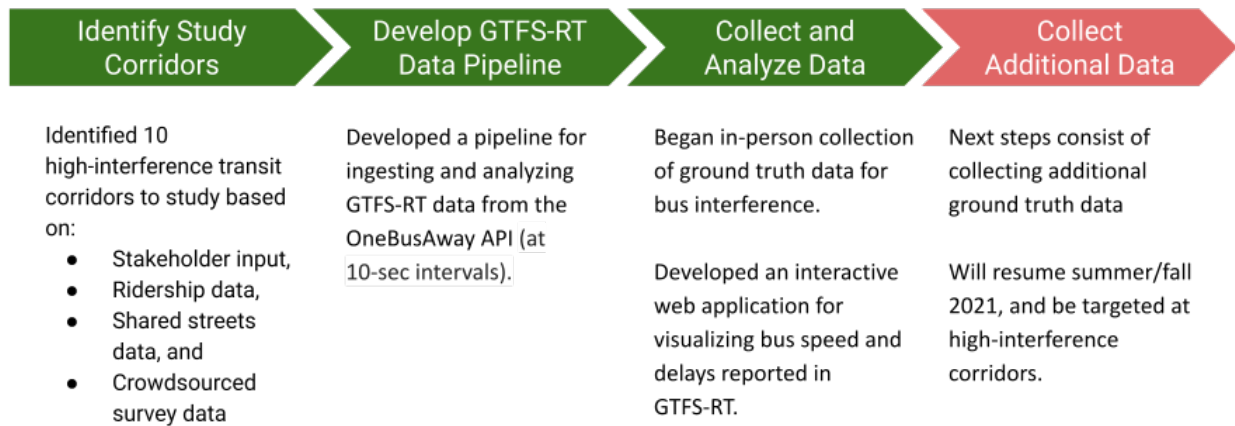 Identify Study
Corridors
Develop GTFS-RT
Data Pipeline
Collect and
Analyze Data
Collect
Additional Data
Identified 10
high-interference transit
corridors to study based
on:
● Stakeholder input,
● Ridership data,
● Shared streets
data, and
● Crowdsourced
survey data
Developed a pipeline for
ingesting and analyzing
GTFS-RT data from the
OneBusAway API (at
10-sec intervals).
Began in-person collection
of ground truth data for
bus interference.
Developed an interactive
web application for
visualizing bus speed and
delays reported in
GTFS-RT.
Next steps consist of
collecting additional
ground truth data
Will resume summer/fall
2021, and be targeted at
high-interference
corridors.